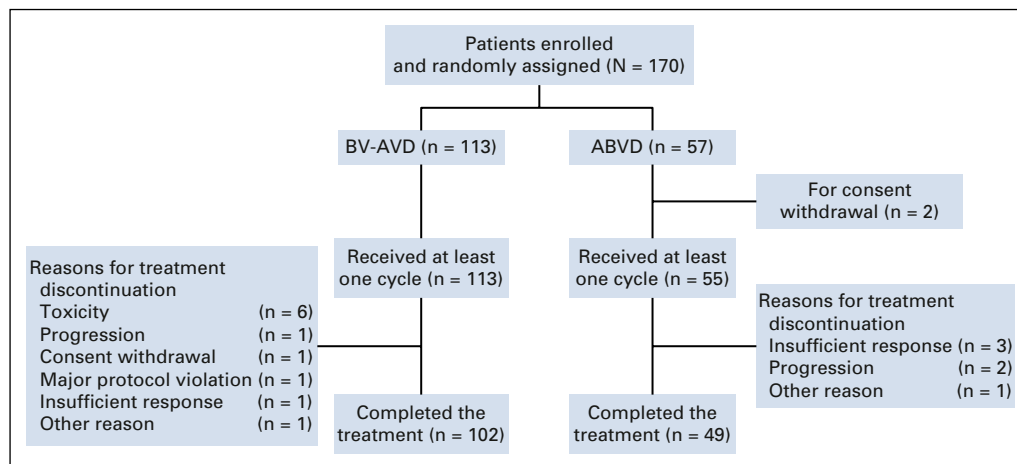 Patients enrolled
and randomly assigned (N = 170)
BV-AVD (n = 113)
ABVD (n = 57)
For consent
withdrawal (n = 2)
Received at least
one cycle (n = 113)
Received at least
one cycle (n = 55)
Reasons for treatment
discontinuation
Toxicity (n = 6)
Progression (n = 1)
Consent withdrawal (n = 1)
Major protocol violation (n = 1)
Insufficient response (n = 1)
Other reason (n = 1)
Reasons for treatment
discontinuation
Insufficient response (n = 3)
Progression (n = 2)
Other reason (n = 1)
Completed the
treatment (n = 102)
Completed the
treatment (n = 49)